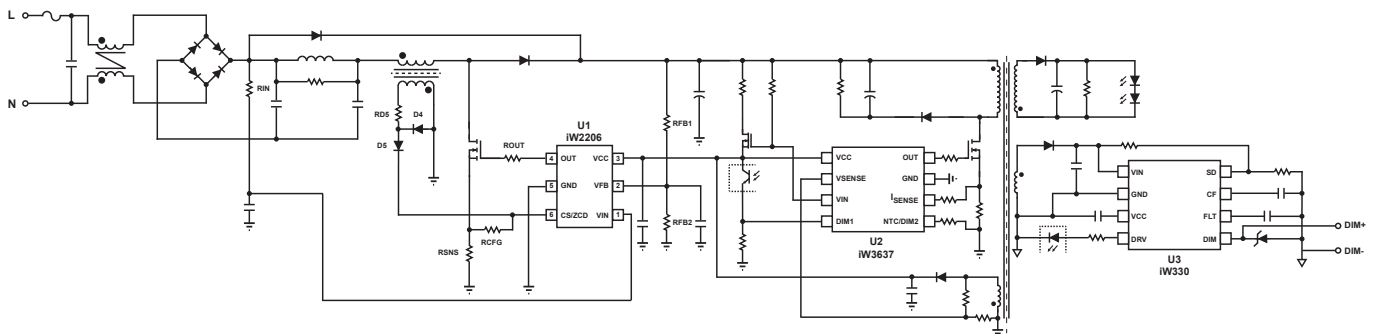 L
N
RIN
RD5
D4
D5
ROUT
RSNS
RCFG
U1
iW2206
4 OUT
VCC 3
VFB 2
5 GND
6 CS/ZCD
VIN 1
RFB1
RFB2
VCC
VSENSE
VIN
DIM1
OUT
GND
ISENSE
NTC/DIM2
U2
iW3637
VIN
GND
VCC
DRV
SD
CF
FLT
DIM
U3
iW330
DIM+
DIM-